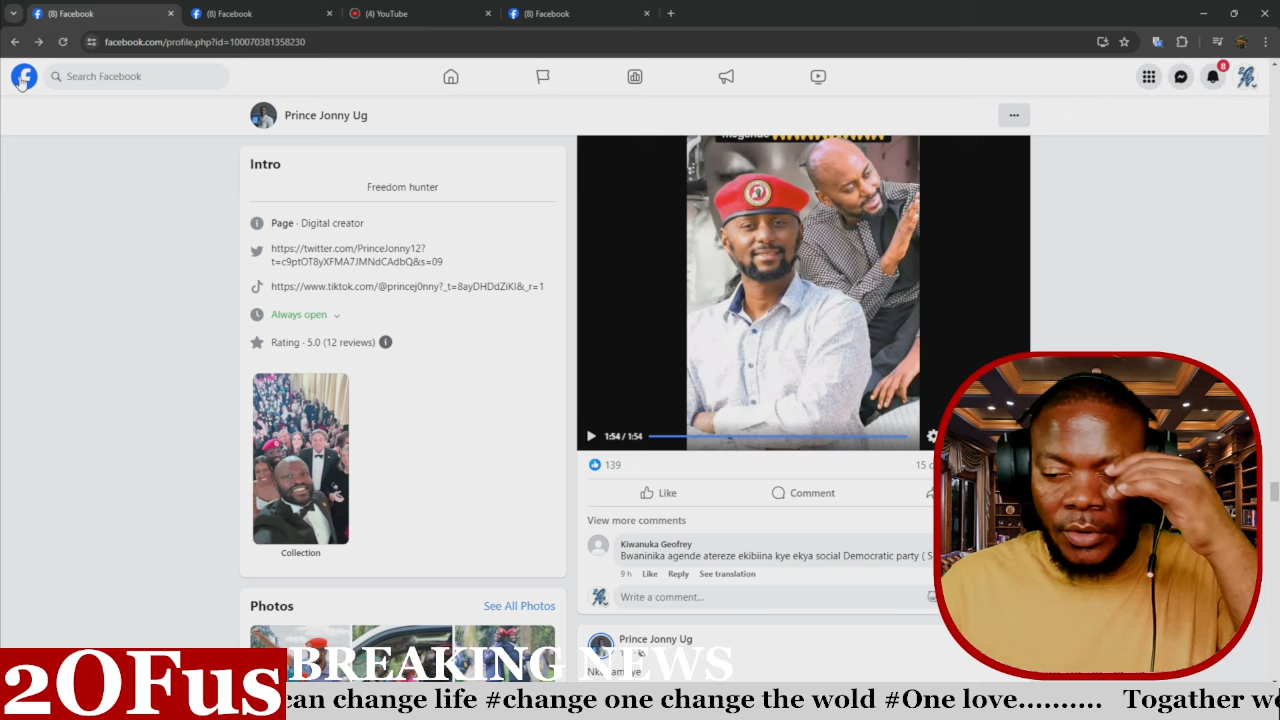 (8) Facebook
(8) Facebook
(4) YouTube
(8) Facebook
facebook.com/profile.php?id=100070381358230
Search Facebook
8
Prince Jonny Ug
Intro
Freedom hunter
Page · Digital creator
https://twitter.com/PrinceJonny12?
t=c9ptOT8yXFMA7JMNdCAdbQ&s=09
https://www.tiktok.com/@princej0nny?_t=8ayDHDdZiKI&_r=1
Always open
Rating · 5.0 (12 reviews)
Collection
Photos
See All Photos
1:54 / 1:54
139
15
Like
Comment
View more comments
Kiwanuka Geofrey
Bwaninika agende atereze ekibiina kye ekya social Democratic party ( S
9 h Like Reply See translation
Write a comment...
Prince Jonny Ug
2OFus
BREAKING NEWS
can change life #change one change the wold #One love.......... Togather w